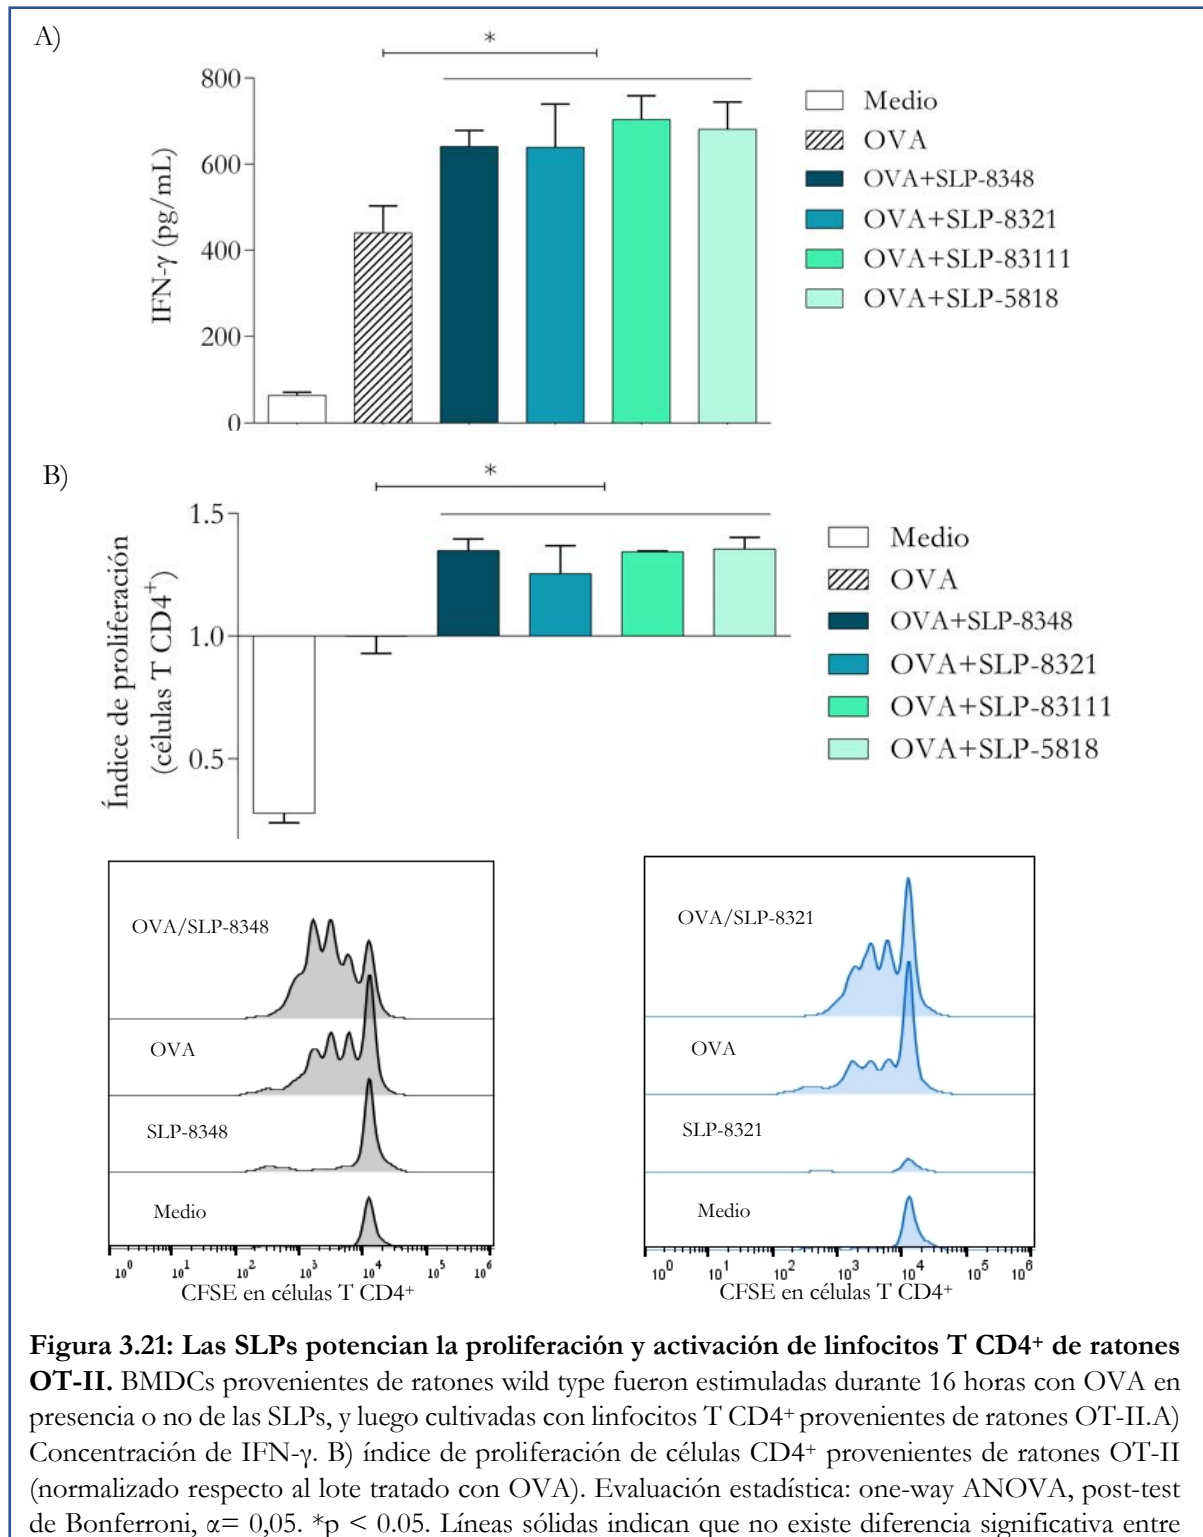 A)
*
800
600
400
200
0
IFN-γ (pg/mL)
Medio
OVA
OVA+SLP-8348
OVA+SLP-8321
OVA+SLP-83111
OVA+SLP-5818
B)
*
1.5
1.0
0.5
Índice de proliferación
(células T CD4⁺)
Medio
OVA
OVA+SLP-8348
OVA+SLP-8321
OVA+SLP-83111
OVA+SLP-5818
OVA/SLP-8348
OVA
SLP-8348
Medio
10⁰ 10¹ 10² 10³ 10⁴ 10⁵ 10⁶
CFSE en células T CD4⁺
OVA/SLP-8321
OVA
SLP-8321
Medio
10⁰ 10¹ 10² 10³ 10⁴ 10⁵ 10⁶
CFSE en células T CD4⁺
Figura 3.21: Las SLPs potencian la proliferación y activación de linfocitos T CD4⁺ de ratones
OT-II. BMDCs provenientes de ratones wild type fueron estimuladas durante 16 horas con OVA en
presencia o no de las SLPs, y luego cultivadas con linfocitos T CD4⁺ provenientes de ratones OT-II.A)
Concentración de IFN-γ. B) índice de proliferación de células CD4⁺ provenientes de ratones OT-II
(normalizado respecto al lote tratado con OVA). Evaluación estadística: one-way ANOVA, post-test
de Bonferroni, α= 0,05. *p < 0.05. Líneas sólidas indican que no existe diferencia significativa entre